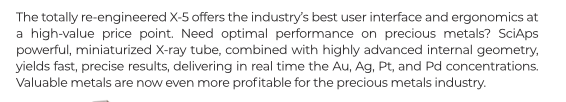 The totally re-engineered X-5 offers the industry's best user interface and ergonomics at
a high-value price point. Need optimal performance on precious metals? SciAps
powerful, miniaturized X-ray tube, combined with highly advanced internal geometry,
yields fast, precise results, delivering in real time the Au, Ag, Pt, and Pd concentrations.
Valuable metals are now even more profitable for the precious metals industry.